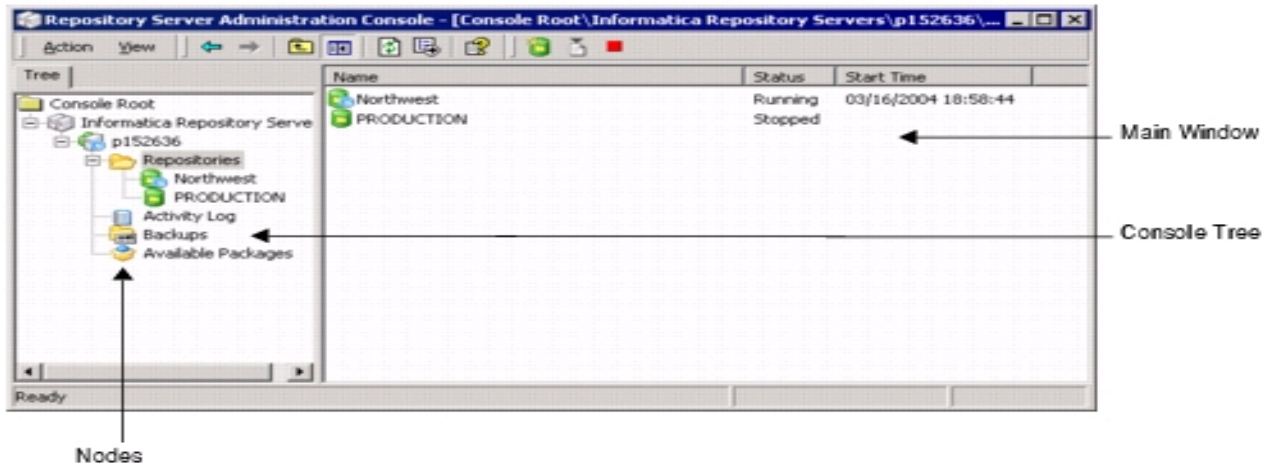 Repository Server Administration Console - [Console Root\Informatica Repository Servers\p152636\...
Action View
Tree
Name Status Start Time
Console Root
Informatica Repository Serve
p152636
Repositories
Northwest
PRODUCTION
Activity Log
Backups
Available Packages
Northwest Running 03/16/2004 18:58:44
PRODUCTION Stopped
Main Window
Console Tree
Ready
Nodes